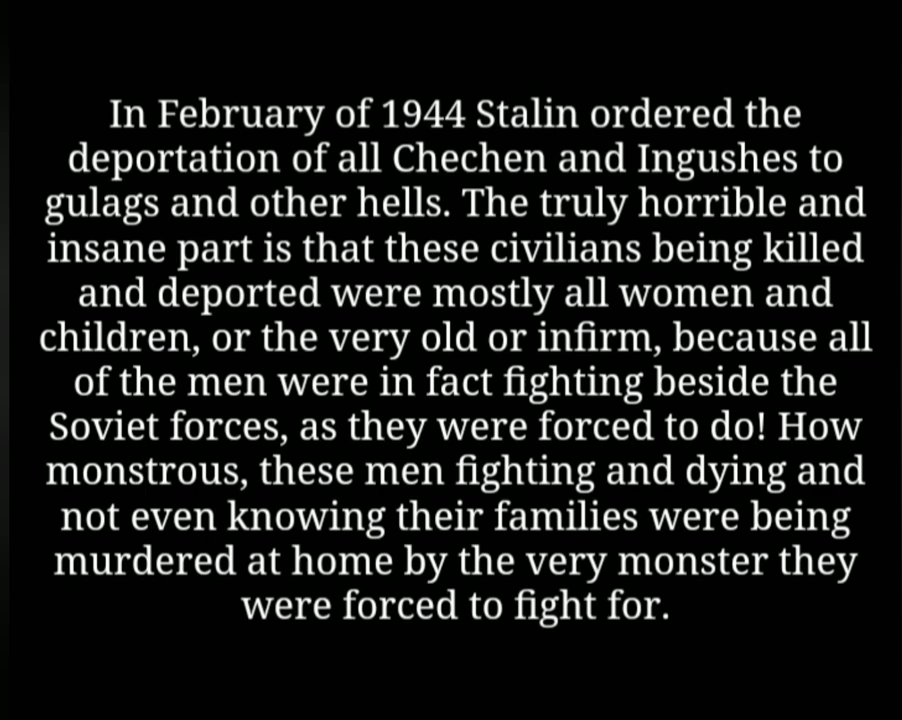 In February of 1944 Stalin ordered the
deportation of all Chechen and Ingushes to
gulags and other hells. The truly horrible and
insane part is that these civilians being killed
and deported were mostly all women and
children, or the very old or infirm, because all
of the men were in fact fighting beside the
Soviet forces, as they were forced to do! How
monstrous, these men fighting and dying and
not even knowing their families were being
murdered at home by the very monster they
were forced to fight for.